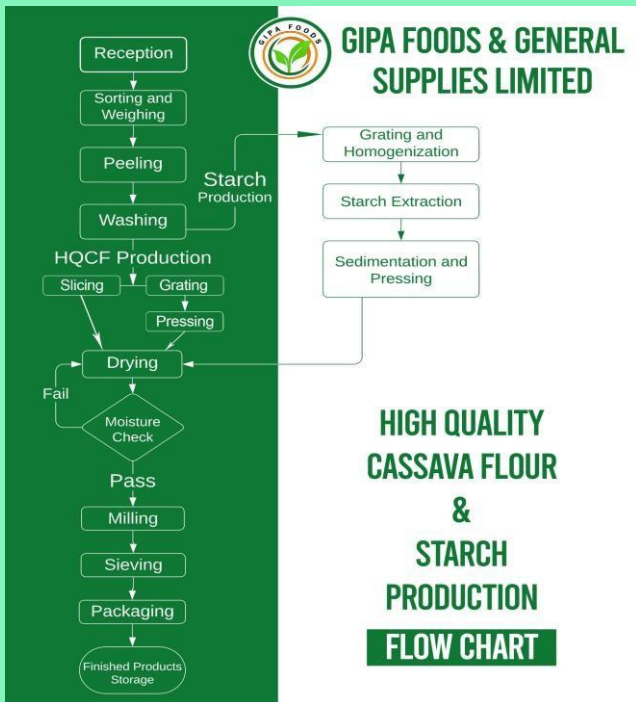 GIPA FOODS
GIPA FOODS & GENERAL
SUPPLIES LIMITED
Reception
Sorting and
Weighing
Peeling
Washing
Starch
Production
Grating and
Homogenization
Starch Extraction
Sedimentation and
Pressing
HQCF Production
Slicing
Grating
Pressing
Drying
Fail
Moisture
Check
Pass
Milling
Sieving
Packaging
Finished Products
Storage
HIGH QUALITY
CASSAVA FLOUR
&
STARCH
PRODUCTION
FLOW CHART